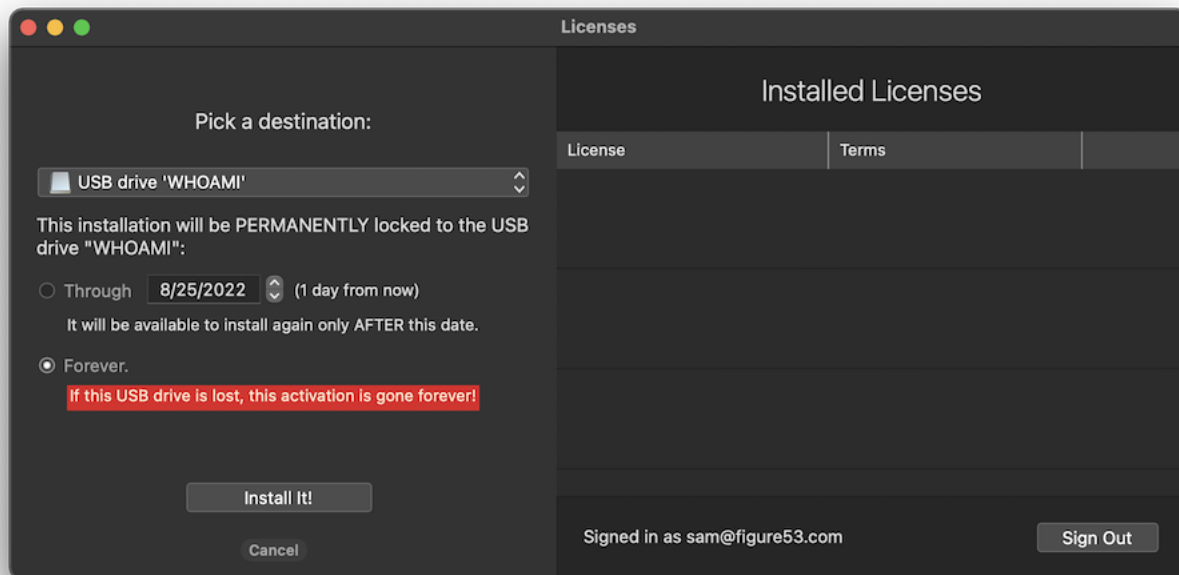 Licenses
Pick a destination:
USB drive 'WHOAMI'
This installation will be PERMANENTLY locked to the USB
drive "WHOAMI":
Through 8/25/2022 (1 day from now)
It will be available to install again only AFTER this date.
Forever.
If this USB drive is lost, this activation is gone forever!
Install It!
Cancel
Installed Licenses
License Terms
Signed in as sam@figure53.com
Sign Out